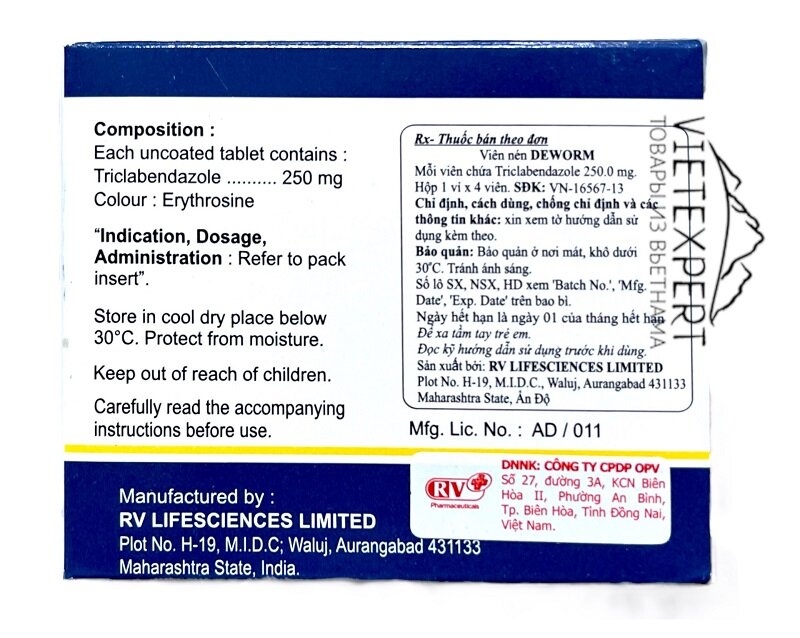 Composition :
Each uncoated tablet contains :
Triclabendazole .......... 250 mg
Colour : Erythrosine
“Indication, Dosage,
Administration : Refer to pack
insert”.
Store in cool dry place below
30°C. Protect from moisture.
Keep out of reach of children.
Carefully read the accompanying
instructions before use.
Rx- Thuốc bán theo đơn
Viên nén DEWORM
Mỗi viên chứa Triclabendazole 250.0 mg.
Hộp 1 vỉ x 4 viên. SĐK: VN-16567-13
Chỉ định, cách dùng, chống chỉ định và các
thông tin khác: xin xem tờ hướng dẫn sử
dụng kèm theo.
Bảo quản: Bảo quản ở nơi mát, khô dưới
30°C. Tránh ánh sáng.
Số lô SX, NSX, HD xem 'Batch No.', 'Mfg.
Date', 'Exp. Date' trên bao bì.
Ngày hết hạn là ngày 01 của tháng hết hạn
Để xa tầm tay trẻ em.
Đọc kỹ hướng dẫn sử dụng trước khi dùng.
Sản xuất bởi: RV LIFESCIENCES LIMITED
Plot No. H-19, M.I.D.C., Waluj, Aurangabad 431133
Maharashtra State, Ấn Độ
Mfg. Lic. No. : AD / 011
Manufactured by :
RV LIFESCIENCES LIMITED
Plot No. H-19, M.I.D.C; Waluj, Aurangabad 431133
Maharashtra State, India.
RV
Pharmaceuticals
DNNK: CÔNG TY CPDP OPV
Số 27, đường 3A, KCN Biên
Hòa II, Phường An Bình,
Tp. Biên Hòa, Tỉnh Đồng Nai,
Việt Nam.
VIETEXPERT
ТОВАРЫ ИЗ ВЬЕТНАМА